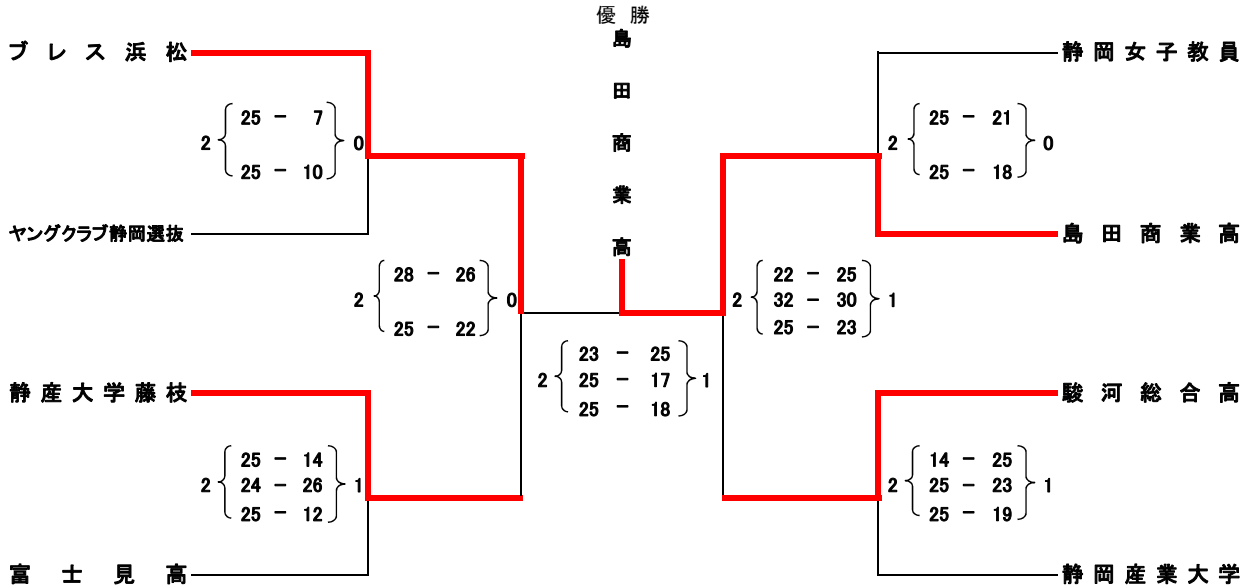 優勝
島田商業高
ブレス浜松
2 25 − 7 0
25 − 10
ヤングクラブ静岡選抜
2 28 − 26 0
25 − 22
静産大学藤枝
2 25 − 14 1
24 − 26
25 − 12
富士見高
23 − 25
2 25 − 17 1
25 − 18
静岡女子教員
2 25 − 21 0
25 − 18
島田商業高
22 − 25
2 32 − 30 1
25 − 23
駿河総合高
14 − 25
2 25 − 23 1
25 − 19
静岡産業大学